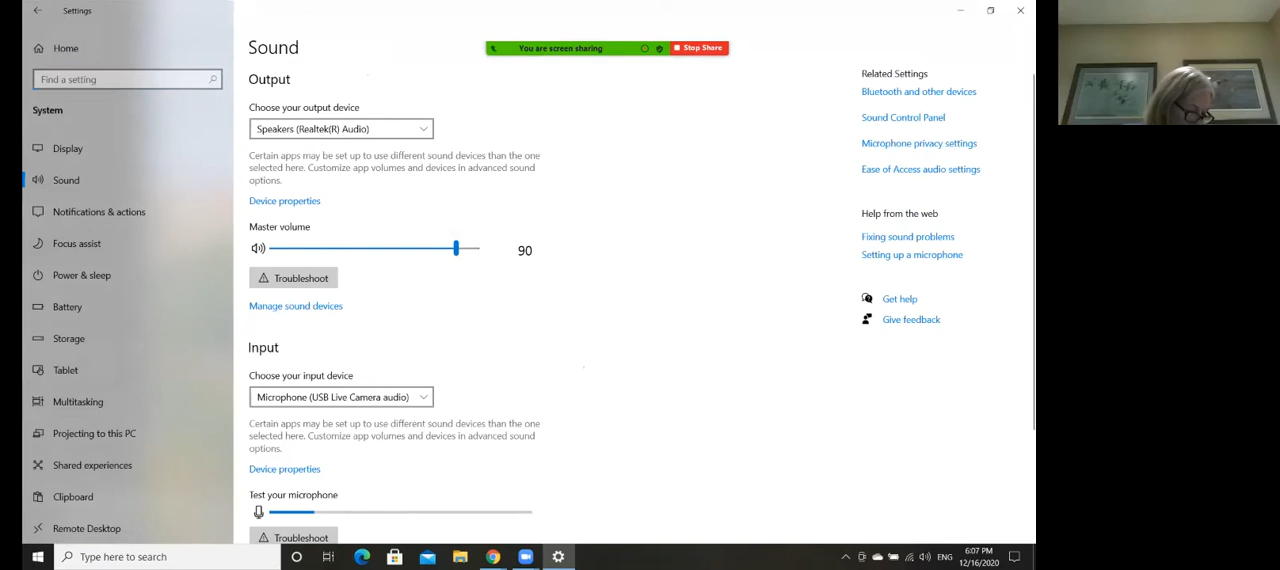 Settings
Home
Find a setting
System
Display
Sound
Notifications & actions
Focus assist
Power & sleep
Battery
Storage
Tablet
Multitasking
Projecting to this PC
Shared experiences
Clipboard
Remote Desktop
Sound
You are screen sharing
Stop Share
Output
Choose your output device
Speakers (Realtek(R) Audio)
Certain apps may be set up to use different sound devices than the one
selected here. Customize app volumes and devices in advanced sound
options.
Device properties
Master volume
90
Troubleshoot
Manage sound devices
Input
Choose your input device
Microphone (USB Live Camera audio)
Certain apps may be set up to use different sound devices than the one
selected here. Customize app volumes and devices in advanced sound
options.
Device properties
Test your microphone
Troubleshoot
Related Settings
Bluetooth and other devices
Sound Control Panel
Microphone privacy settings
Ease of Access audio settings
Help from the web
Fixing sound problems
Setting up a microphone
Get help
Give feedback
Type here to search
ENG
6:07 PM
12/16/2020